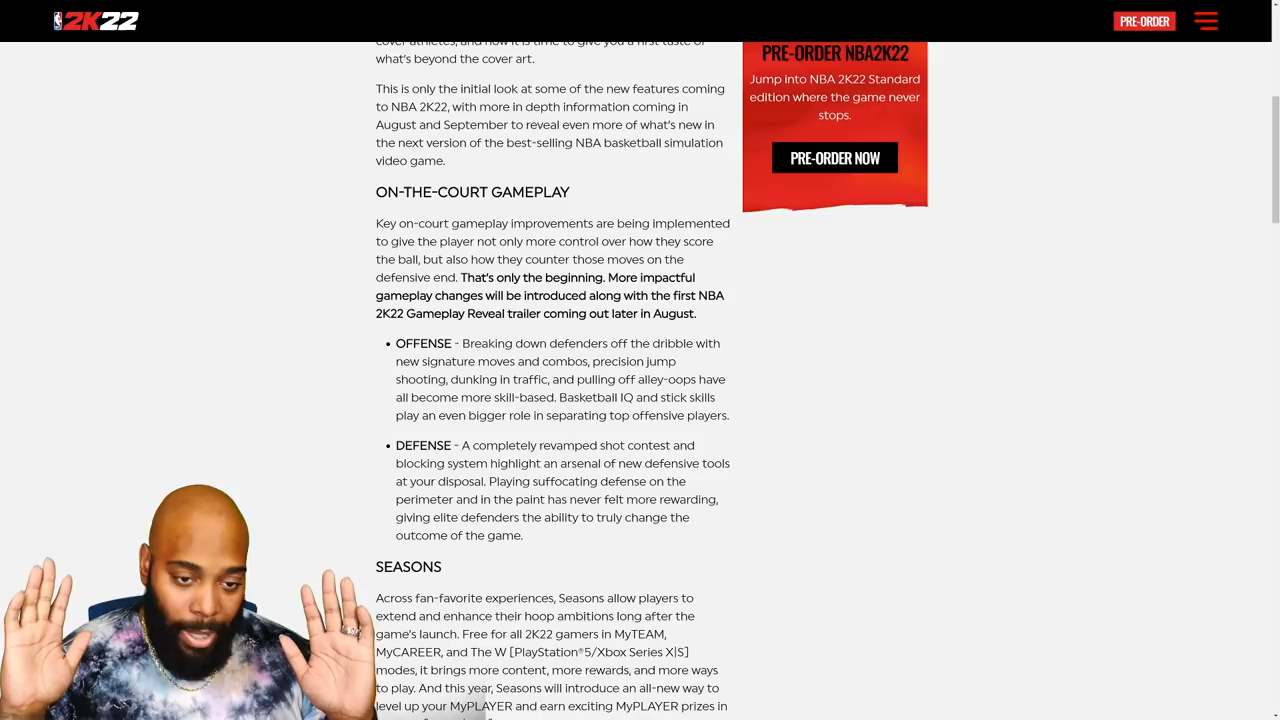 2K22
PRE-ORDER
what's beyond the cover art.
This is only the initial look at some of the new features coming
to NBA 2K22, with more in depth information coming in
August and September to reveal even more of what's new in
the next version of the best-selling NBA basketball simulation
video game.
ON-THE-COURT GAMEPLAY
Key on-court gameplay improvements are being implemented
to give the player not only more control over how they score
the ball, but also how they counter those moves on the
defensive end. That's only the beginning. More impactful
gameplay changes will be introduced along with the first NBA
2K22 Gameplay Reveal trailer coming out later in August.
• OFFENSE - Breaking down defenders off the dribble with
new signature moves and combos, precision jump
shooting, dunking in traffic, and pulling off alley-oops have
all become more skill-based. Basketball IQ and stick skills
play an even bigger role in separating top offensive players.
• DEFENSE - A completely revamped shot contest and
blocking system highlight an arsenal of new defensive tools
at your disposal. Playing suffocating defense on the
perimeter and in the paint has never felt more rewarding,
giving elite defenders the ability to truly change the
outcome of the game.
SEASONS
Across fan-favorite experiences, Seasons allow players to
extend and enhance their hoop ambitions long after the
game's launch. Free for all 2K22 gamers in MyTEAM,
MyCAREER, and The W [PlayStation®5/Xbox Series X|S]
modes, it brings more content, more rewards, and more ways
to play. And this year, Seasons will introduce an all-new way to
level up your MyPLAYER and earn exciting MyPLAYER prizes in
PRE-ORDER NBA2K22
Jump into NBA 2K22 Standard
edition where the game never
stops.
PRE-ORDER NOW